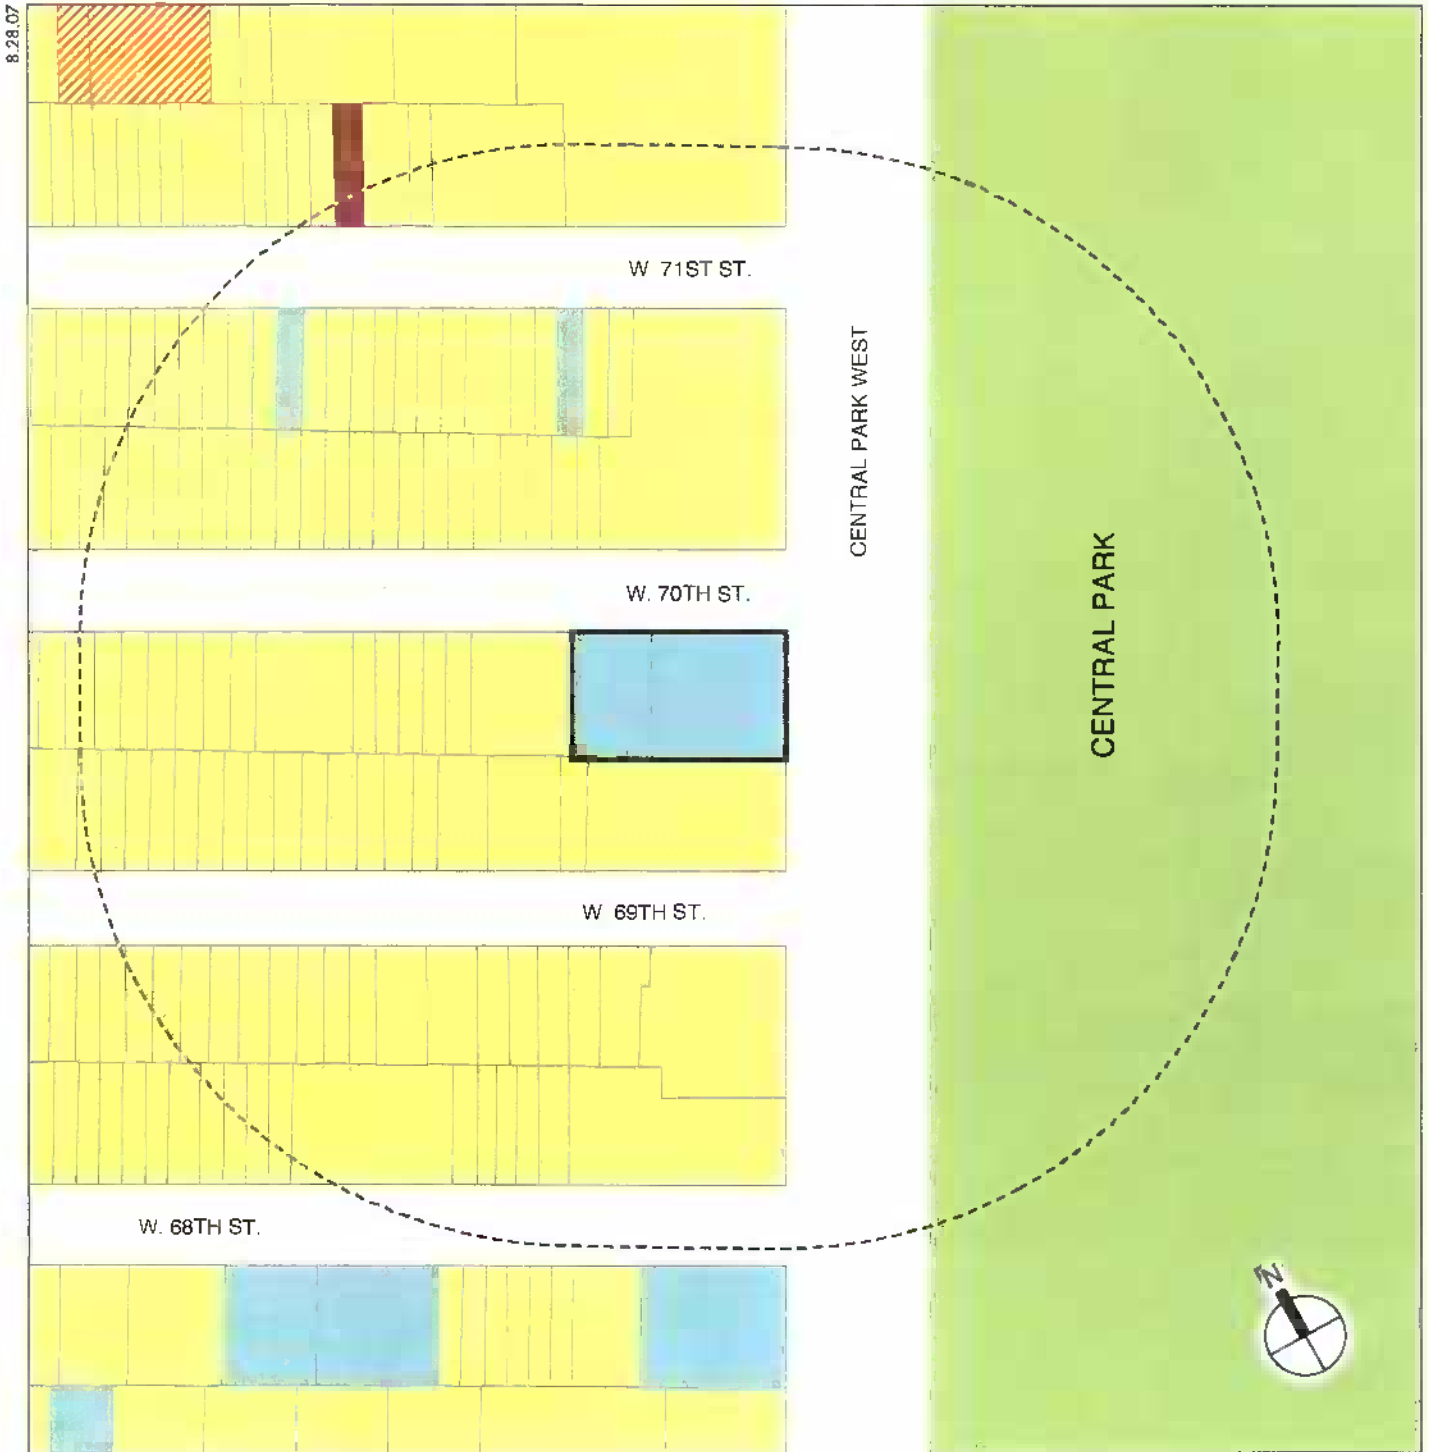 8.28.07
W 71ST ST.
CENTRAL PARK WEST
W. 70TH ST.
CENTRAL PARK
W 69TH ST.
W. 68TH ST.
N